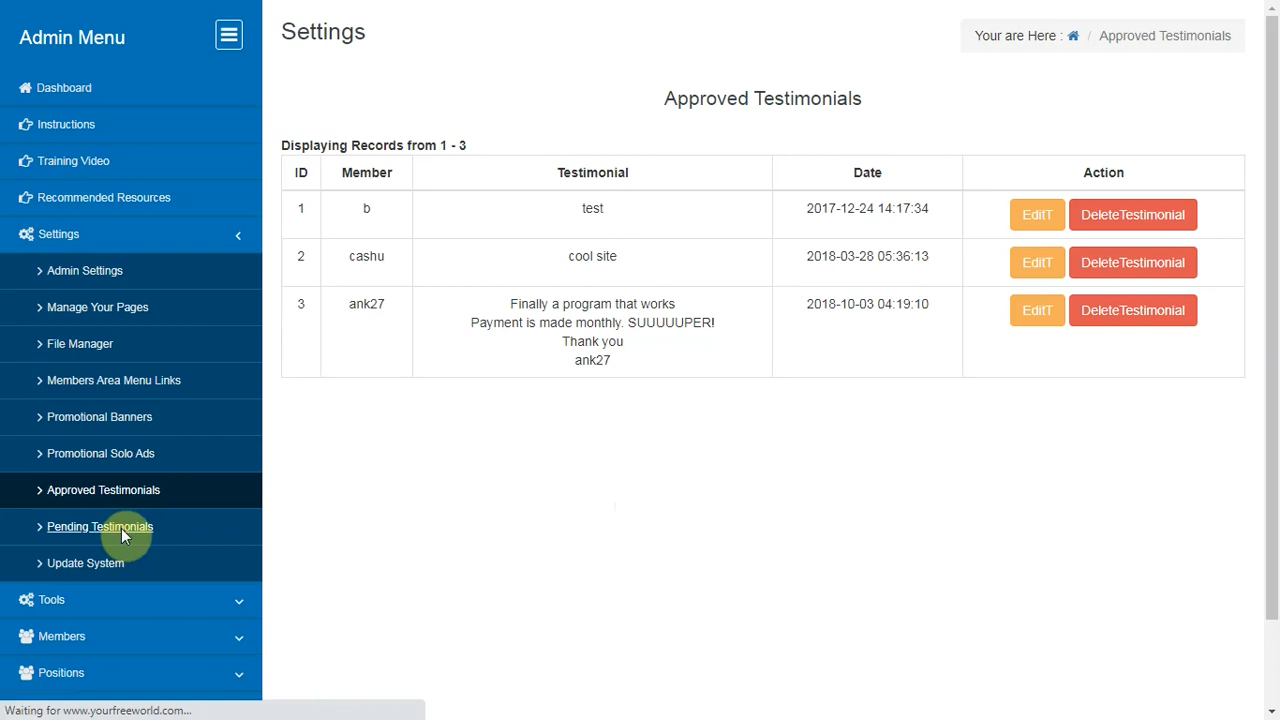 Admin Menu
Dashboard
Instructions
Training Video
Recommended Resources
Settings
Admin Settings
Manage Your Pages
File Manager
Members Area Menu Links
Promotional Banners
Promotional Solo Ads
Approved Testimonials
Pending Testimonials
Update System
Tools
Members
Positions
Waiting for www.yourfreeworld.com...
Settings
Your are Here : / Approved Testimonials
Approved Testimonials
Displaying Records from 1 - 3
ID Member Testimonial Date Action
1 b test 2017-12-24 14:17:34 EditT DeleteTestimonial
2 cashu cool site 2018-03-28 05:36:13 EditT DeleteTestimonial
3 ank27 Finally a program that works 2018-10-03 04:19:10 EditT DeleteTestimonial
Payment is made monthly. SUUUUUPER!
Thank you
ank27